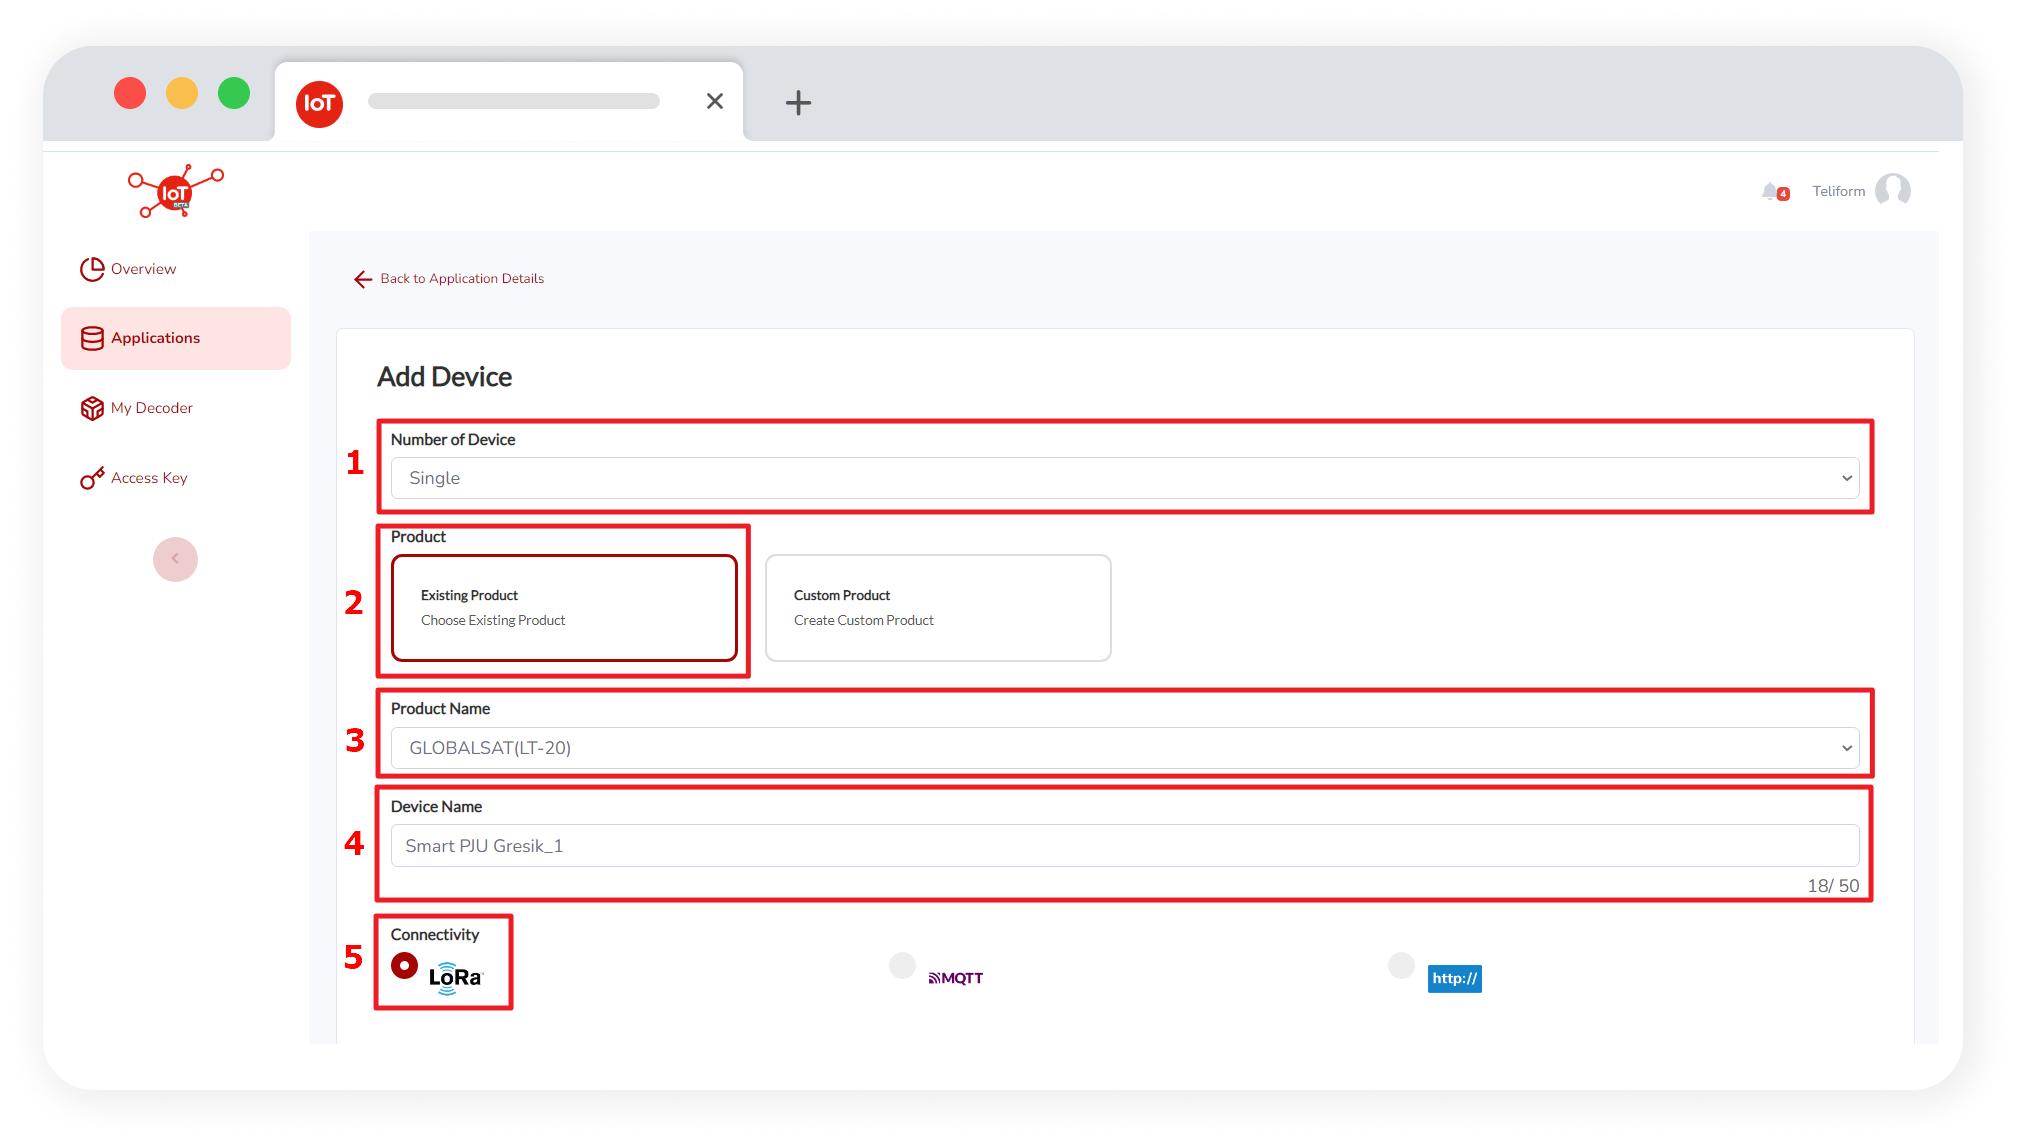 IoT
IoT
BETA
4
Teliform
Overview
Applications
My Decoder
Access Key
Back to Application Details
Add Device
1
Number of Device
Single
2
Product
Existing Product
Choose Existing Product
Custom Product
Create Custom Product
3
Product Name
GLOBALSAT(LT-20)
4
Device Name
Smart PJU Gresik_1
18/ 50
5
Connectivity
LoRa
MQTT
http://